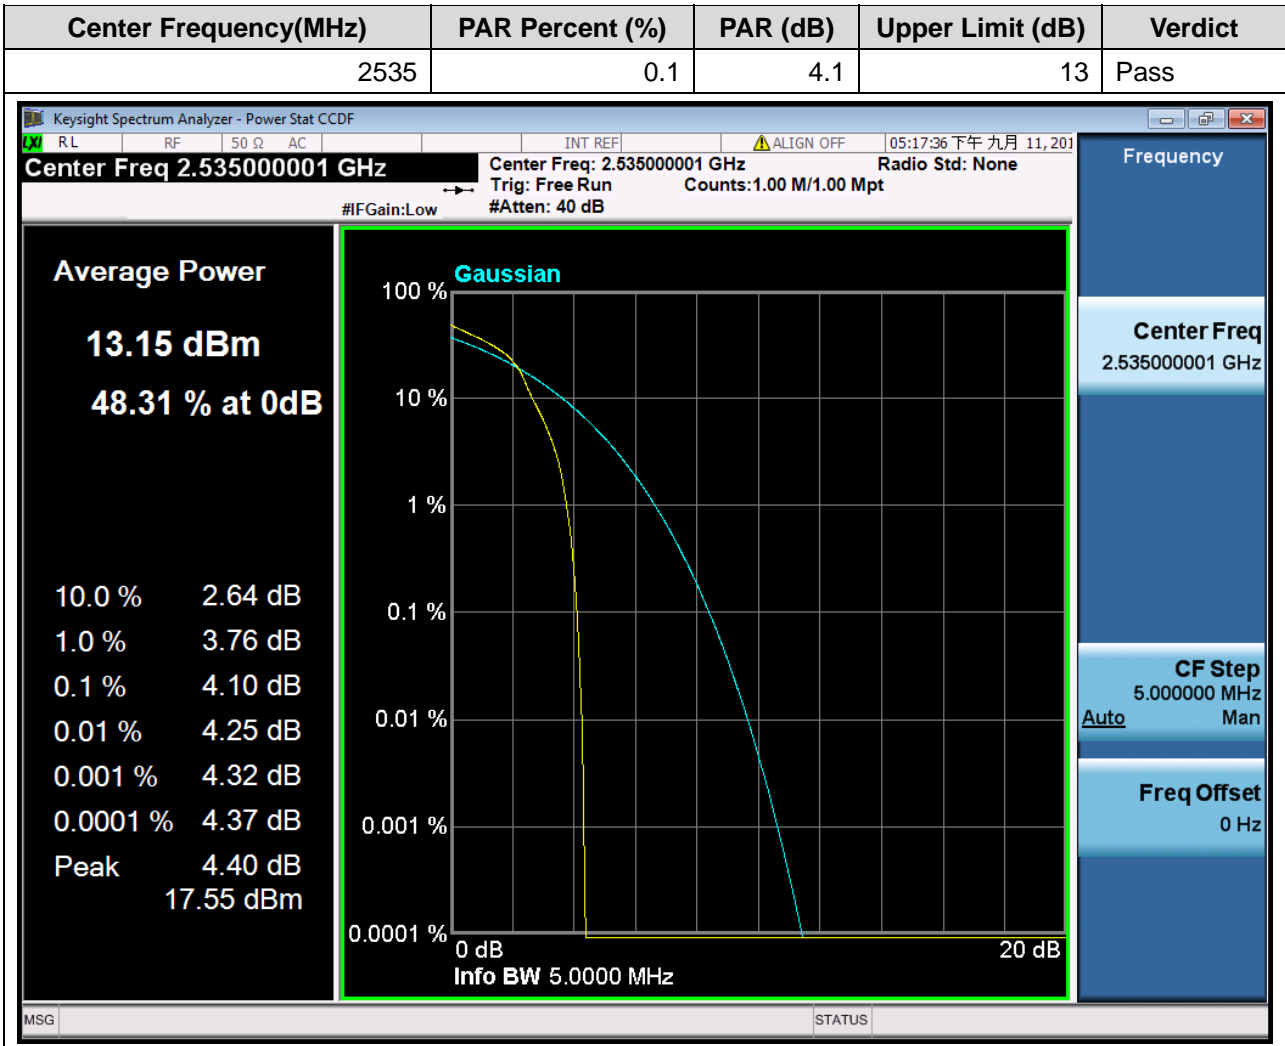 Center Frequency(MHz) PAR Percent (%) PAR (dB) Upper Limit (dB) Verdict
2535 0.1 4.1 13 Pass
Keysight Spectrum Analyzer - Power Stat CCDF
LXI RL RF 50 Ω AC INT REF ALIGN OFF 05:17:36 下午 九月 11, 201
Center Freq 2.535000001 GHz
Center Freq: 2.535000001 GHz Radio Std: None
Trig: Free Run Counts:1.00 M/1.00 Mpt
#IFGain:Low #Atten: 40 dB
Average Power
13.15 dBm
48.31 % at 0dB
10.0 % 2.64 dB
1.0 % 3.76 dB
0.1 % 4.10 dB
0.01 % 4.25 dB
0.001 % 4.32 dB
0.0001 % 4.37 dB
Peak 4.40 dB
17.55 dBm
Gaussian
100 %
10 %
1 %
0.1 %
0.01 %
0.001 %
0.0001 %
0 dB 20 dB
Info BW 5.0000 MHz
Frequency
Center Freq
2.535000001 GHz
CF Step
5.000000 MHz
Auto Man
Freq Offset
0 Hz
MSG STATUS